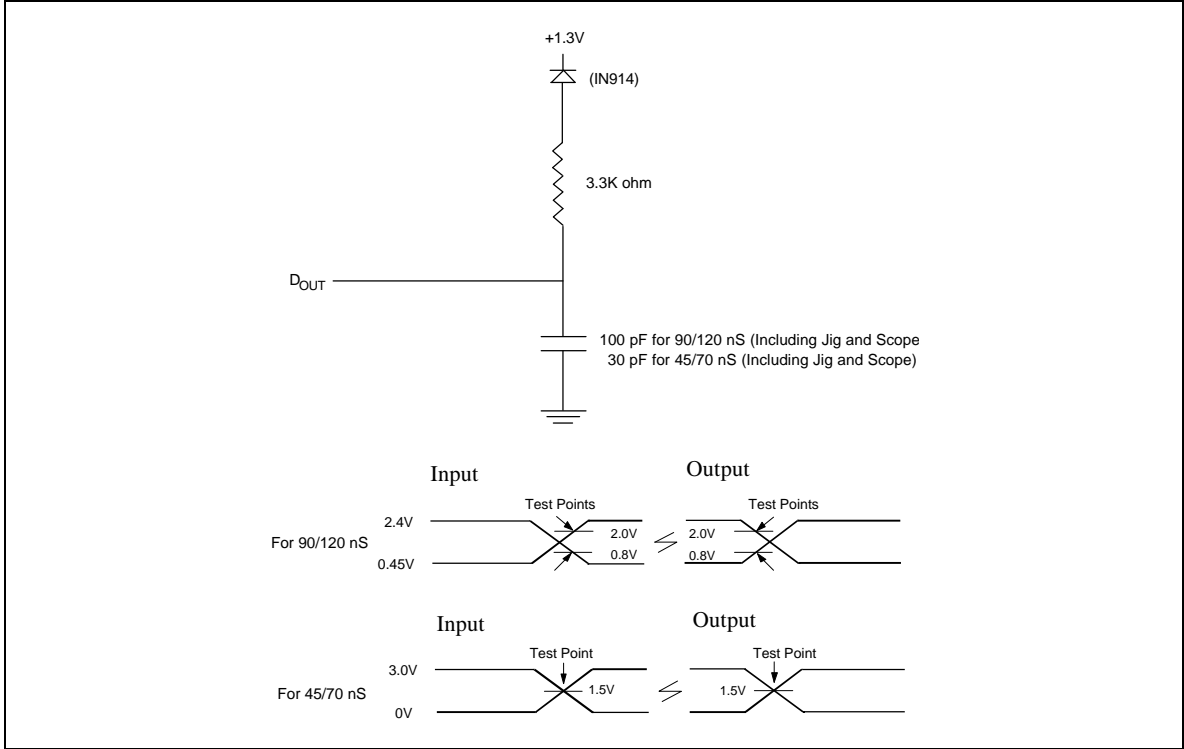 +1.3V
(IN914)
3.3K ohm
DOUT
100 pF for 90/120 nS (Including Jig and Scope
30 pF for 45/70 nS (Including Jig and Scope)
Input
Output
Test Points
Test Points
For 90/120 nS
2.4V
0.45V
2.0V
0.8V
2.0V
0.8V
Input
Output
Test Point
Test Point
For 45/70 nS
3.0V
0V
1.5V
1.5V